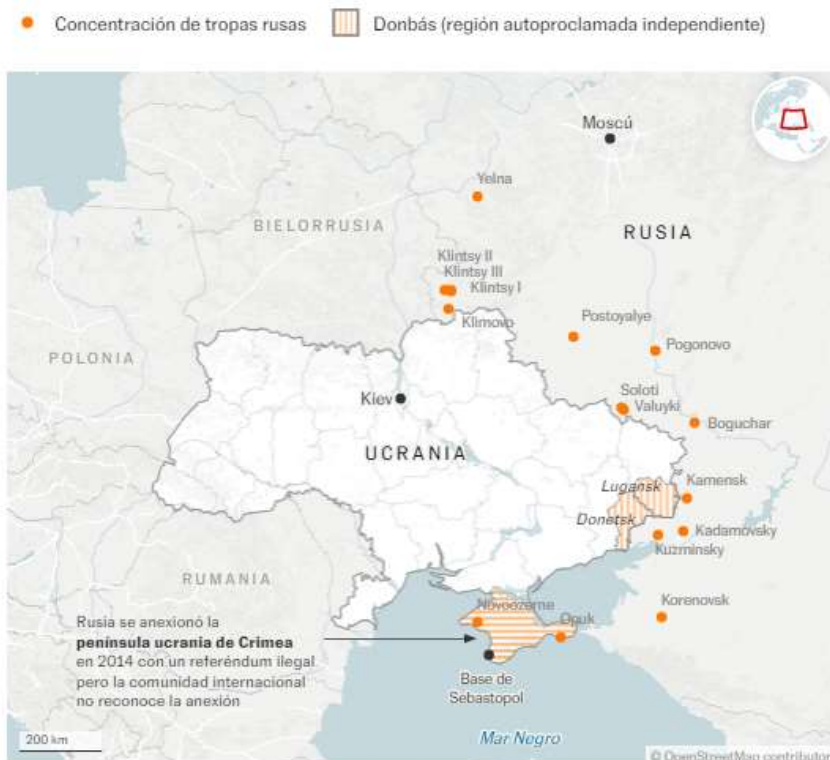 Concentración de tropas rusas
Donbás (región autoproclamada independiente)
Moscú
Yelna
BIELORRUSIA
RUSIA
Klintsy II
Klintsy III
Klintsy I
Klimovo
Postoyalye
POLONIA
Pogonovo
Soloti
Kiev
Valuyki
Boguchar
UCRANIA
Lugansk
Kamensk
Donetsk
Kadamovsky
Kuzminsky
RUMANIA
Novoozerne
Korenovsk
Opuk
Rusia se anexionó la
península ucrania de Crimea
en 2014 con un referéndum ilegal
pero la comunidad internacional
no reconoce la anexión
Base de
Sebastopol
200 km
Mar Negro
© OpenStreetMap contributor